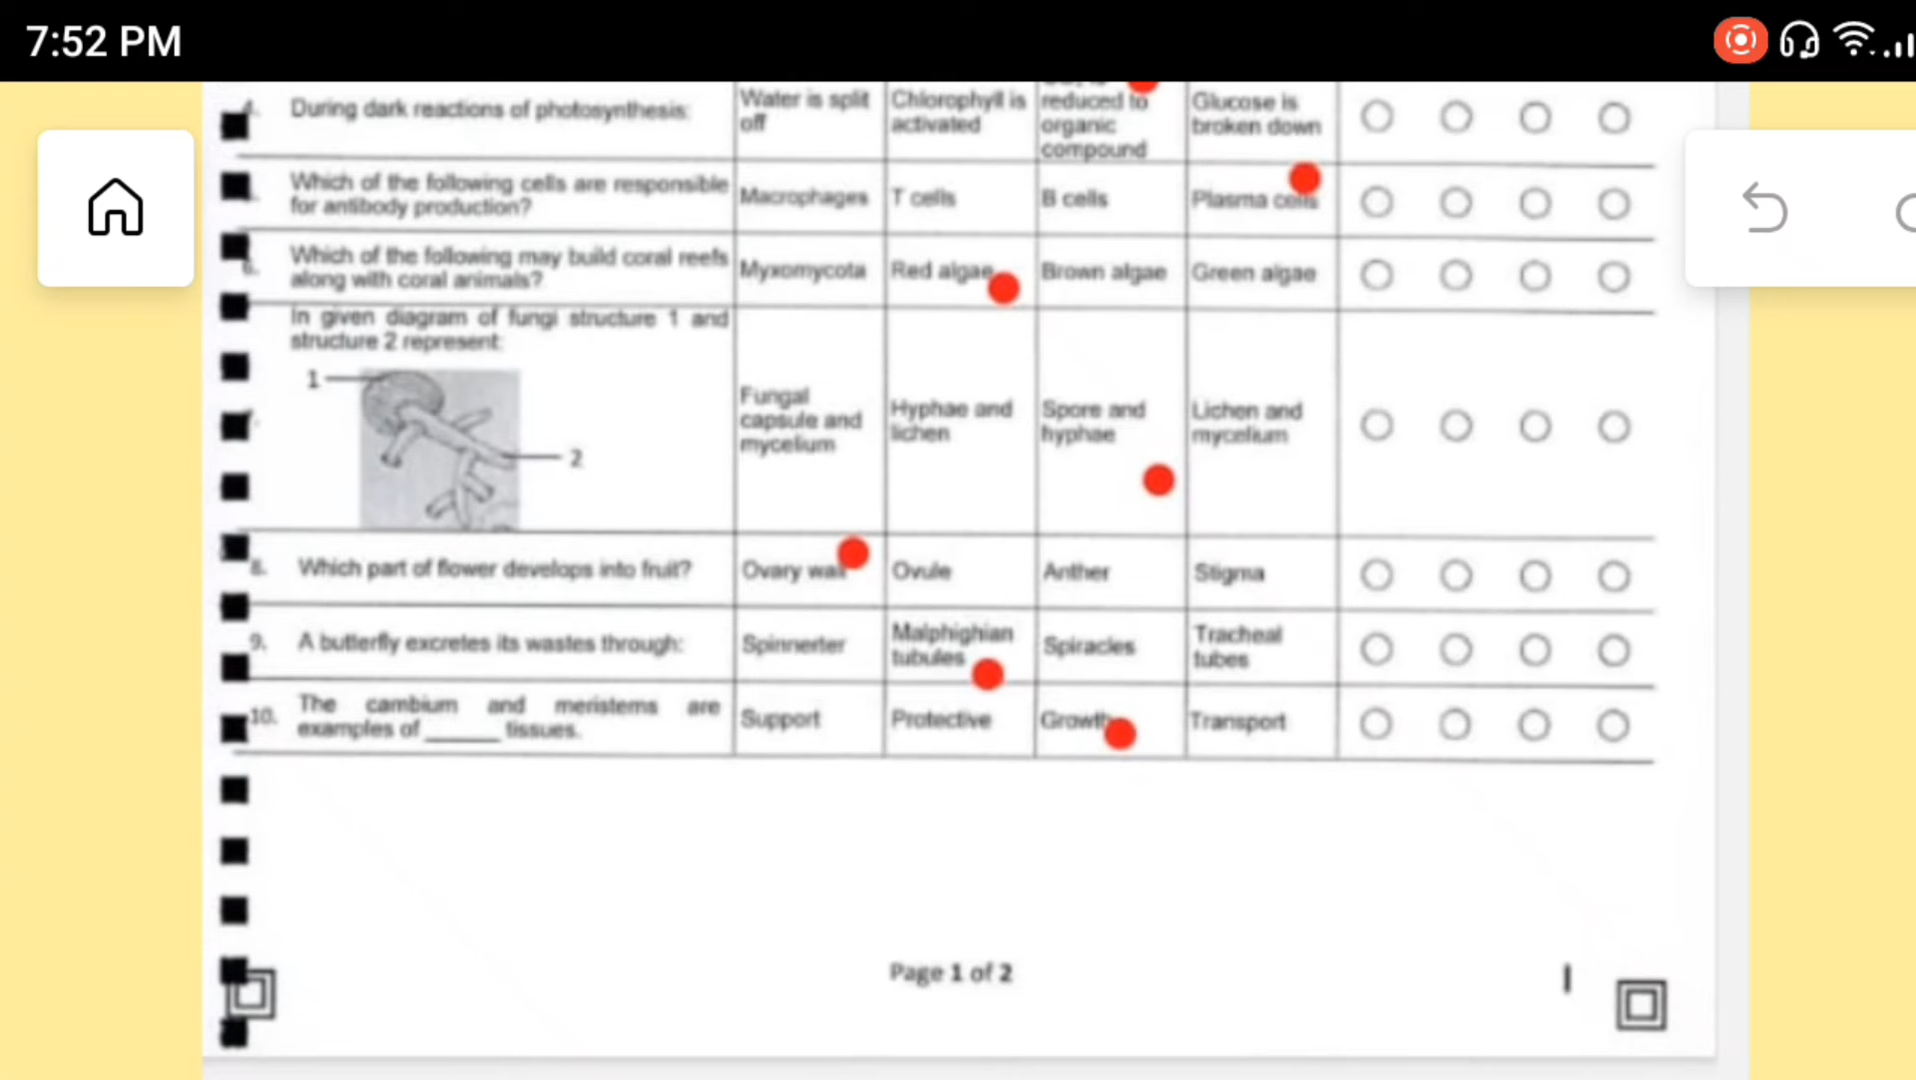 7:52 PM
4. During dark reactions of photosynthesis:
Water is split
off
Chlorophyll is
activated
reduced to
organic
compound
Glucose is
broken down
Which of the following cells are responsible
for antibody production?
Macrophages
T cells
B cells
Plasma cells
6. Which of the following may build coral reefs
along with coral animals?
Myxomycota
Red algae
Brown algae
Green algae
In given diagram of fungi structure 1 and
structure 2 represent:
1
2
Fungal
capsule and
mycelium
Hyphae and
lichen
Spore and
hyphae
Lichen and
mycelium
8. Which part of flower develops into fruit?
Ovary wall
Ovule
Anther
Stigma
9. A butterfly excretes its wastes through:
Spinnerter
Malphighian
tubules
Spiracles
Tracheal
tubes
10. The cambium and meristems are
examples of ______ tissues.
Support
Protective
Growth
Transport
Page 1 of 2